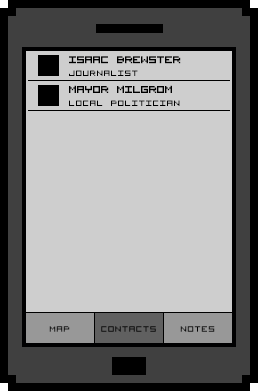 ISAAC BREWSTER
JOURNALIST
MAYOR MILGROM
LOCAL POLITICIAN
MAP CONTACTS NOTES